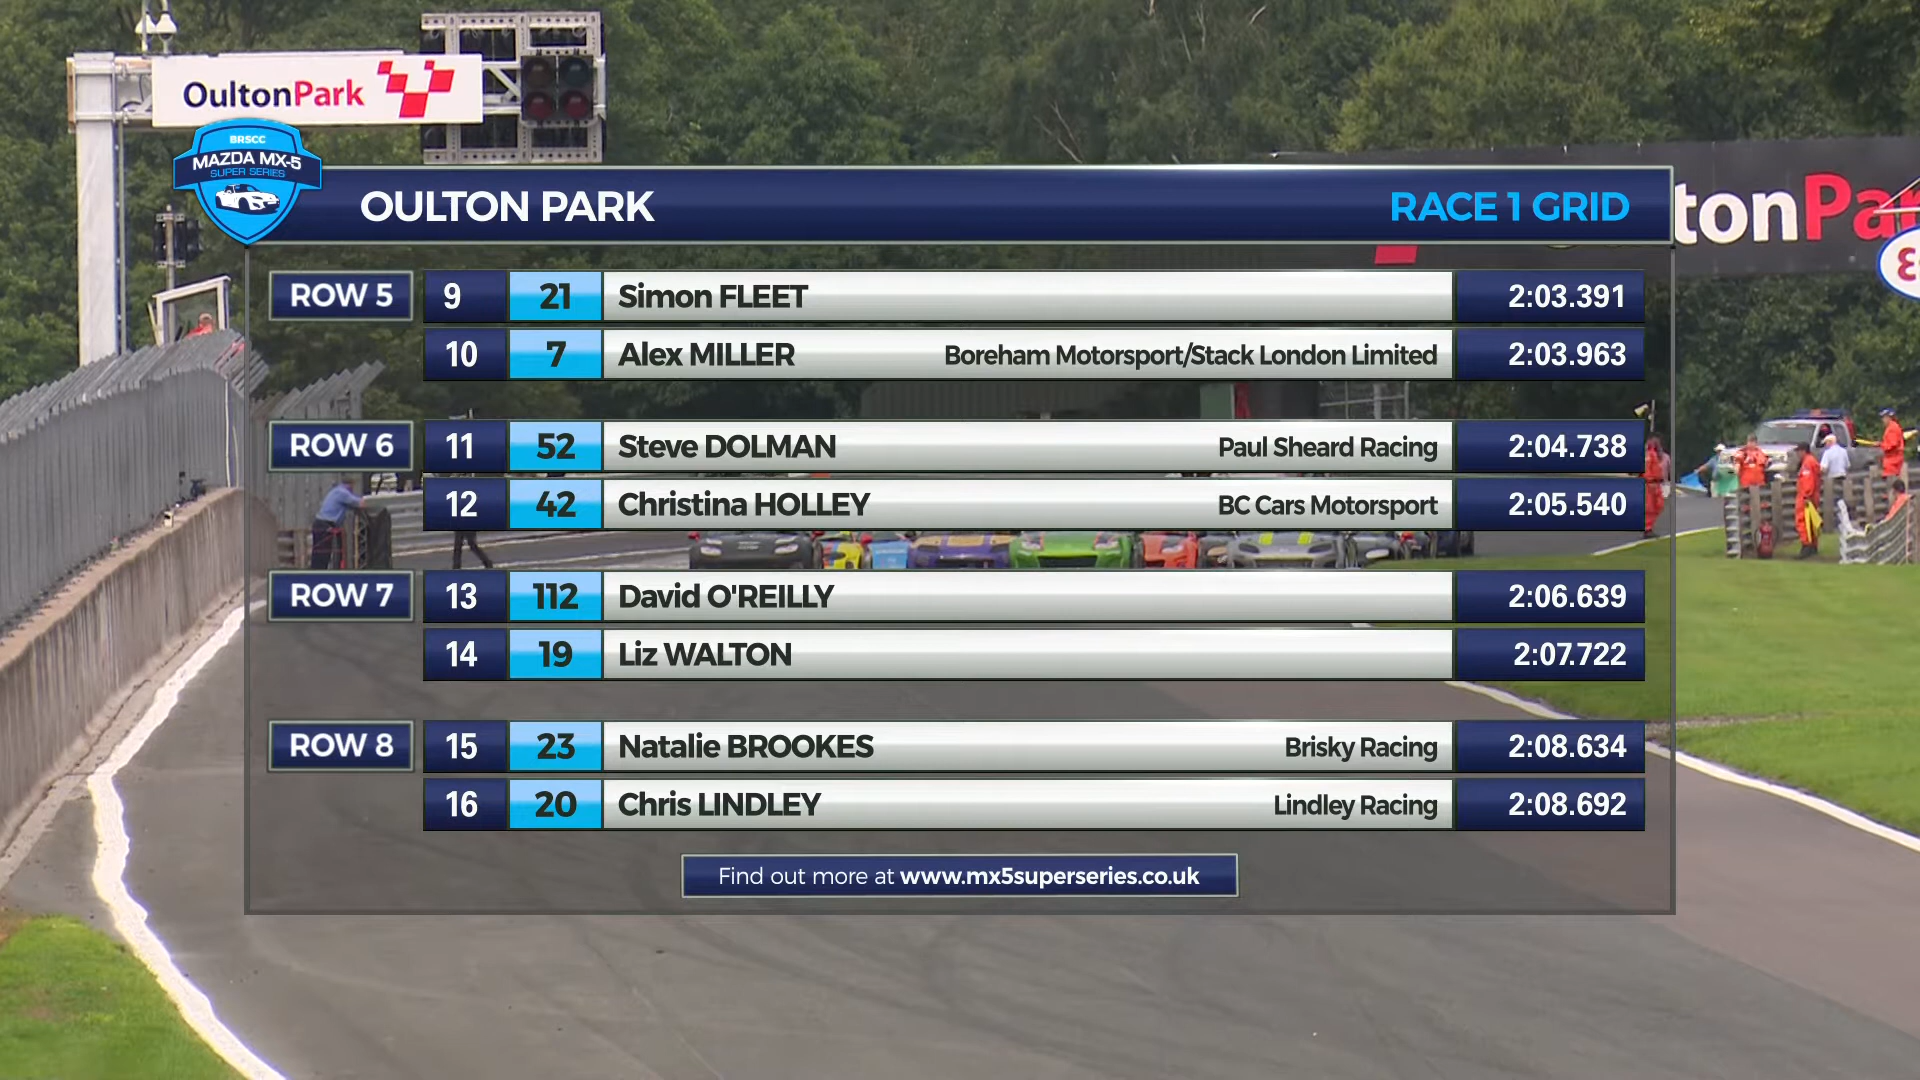 OultonPark
BRSCC
MAZDA MX-5
SUPER SERIES
OULTON PARK
RACE 1 GRID
tonPa
ROW 5
9 21 Simon FLEET 2:03.391
10 7 Alex MILLER Boreham Motorsport/Stack London Limited 2:03.963
ROW 6
11 52 Steve DOLMAN Paul Sheard Racing 2:04.738
12 42 Christina HOLLEY BC Cars Motorsport 2:05.540
ROW 7
13 112 David O'REILLY 2:06.639
14 19 Liz WALTON 2:07.722
ROW 8
15 23 Natalie BROOKES Brisky Racing 2:08.634
16 20 Chris LINDLEY Lindley Racing 2:08.692
Find out more at www.mx5superseries.co.uk